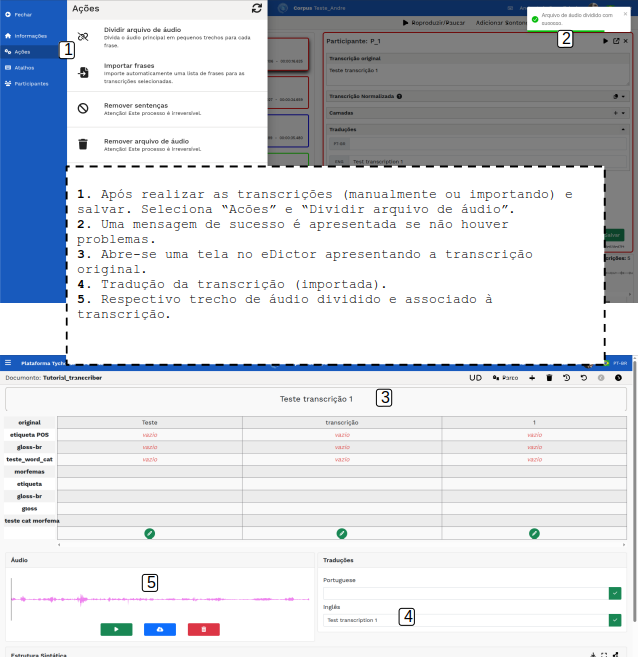 Fechar
Informações
Ações
Atalhos
Participantes
Ações
Dividir arquivo de áudio
Divida o áudio principal em pequenos trechos para cada
frase.
Importar frases
Importe automaticamente uma lista de frases para as
transcrições selecionadas.
Remover sentenças
Atenção! Este processo é irreversível.
Remover arquivo de áudio
Atenção! Este processo é irreversível.
1
Corpus Teste_Andre
Reproduzir/Pausar
Adicionar
Arquivo de áudio dividido com
sucesso.
2
Participante: P_1
Transcrição original
Teste transcrição 1
Transcrição Normalizada
Camadas
Traduções
PT-BR
ENG Test transcription 1
1. Após realizar as transcrições (manualmente ou importando) e
salvar. Seleciona “Acões” e “Dividir arquivo de áudio”.
2. Uma mensagem de sucesso é apresentada se não houver
problemas.
3. Abre-se uma tela no eDictor apresentando a transcrição
original.
4. Tradução da transcrição (importada).
5. Respectivo trecho de áudio dividido e associado à
transcrição.
Plataforma Tych
PT-BR
Documento: Tutorial_transcriber
UD
Parco
Teste transcrição 1
3
original Teste transcrição 1
etiqueta POS vazio vazio vazio
gloss-br vazio vazio vazio
teste_word_cat vazio vazio vazio
morfemas
etiqueta
gloss-br
gloss
teste cat morfema
Áudio
5
Traduções
Portuguese
Inglês
Test transcription 1
4
Estrutura Sintática